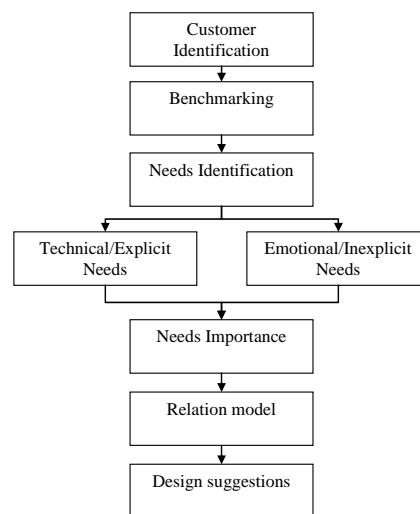 Customer
Identification
Benchmarking
Needs Identification
Technical/Explicit
Needs
Emotional/Inexplicit
Needs
Needs Importance
Relation model
Design suggestions